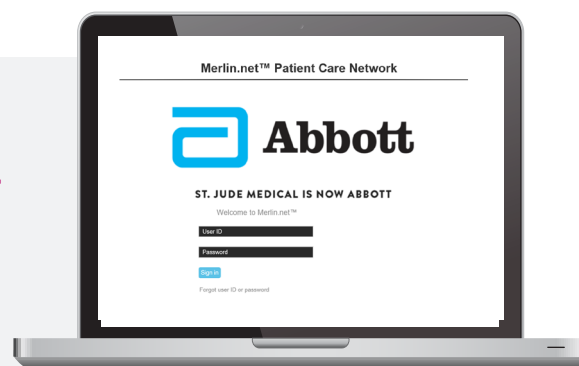 Merlin.net™ Patient Care Network
Abbott
ST. JUDE MEDICAL IS NOW ABBOTT
Welcome to Merlin.net™
User ID
Password
Sign in
Forgot user ID or password